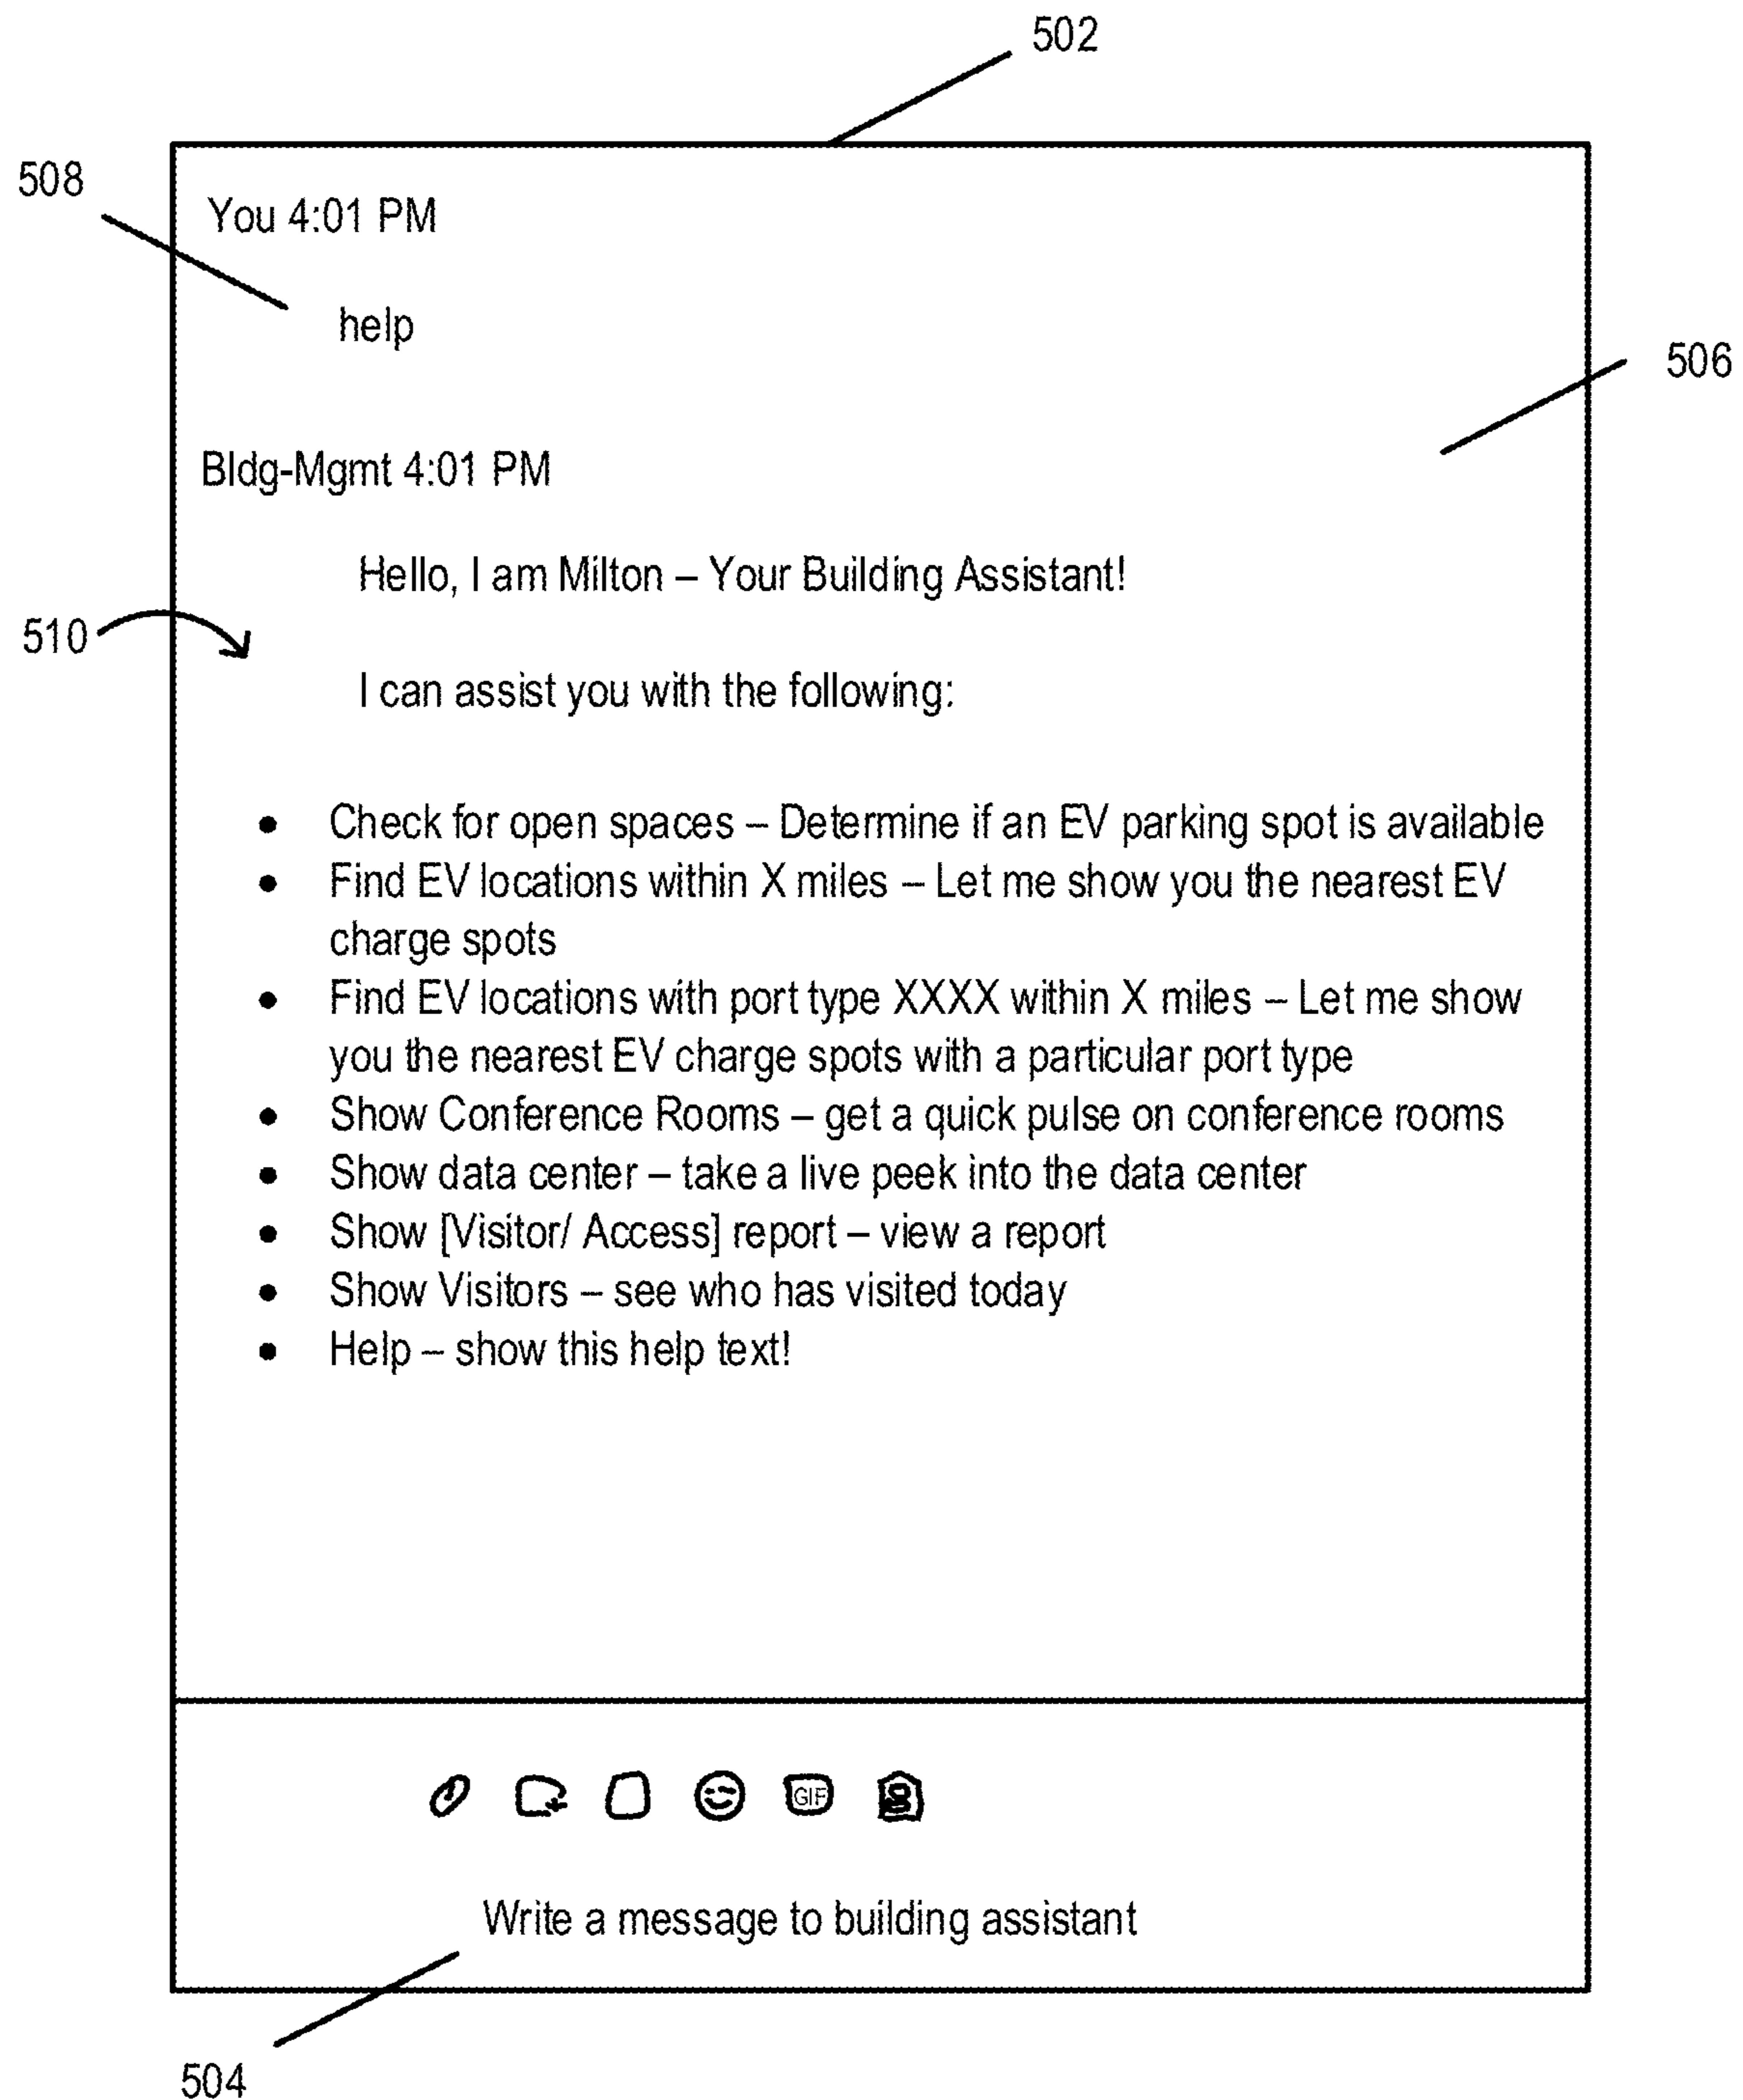 502
508
You 4:01 PM
help
506
Bldg-Mgmt 4:01 PM
Hello, I am Milton – Your Building Assistant!
510
I can assist you with the following:
• Check for open spaces – Determine if an EV parking spot is available
• Find EV locations within X miles – Let me show you the nearest EV
charge spots
• Find EV locations with port type XXXX within X miles – Let me show
you the nearest EV charge spots with a particular port type
• Show Conference Rooms – get a quick pulse on conference rooms
• Show data center – take a live peek into the data center
• Show [Visitor/ Access] report – view a report
• Show Visitors – see who has visited today
• Help – show this help text!
GIF
Write a message to building assistant
504